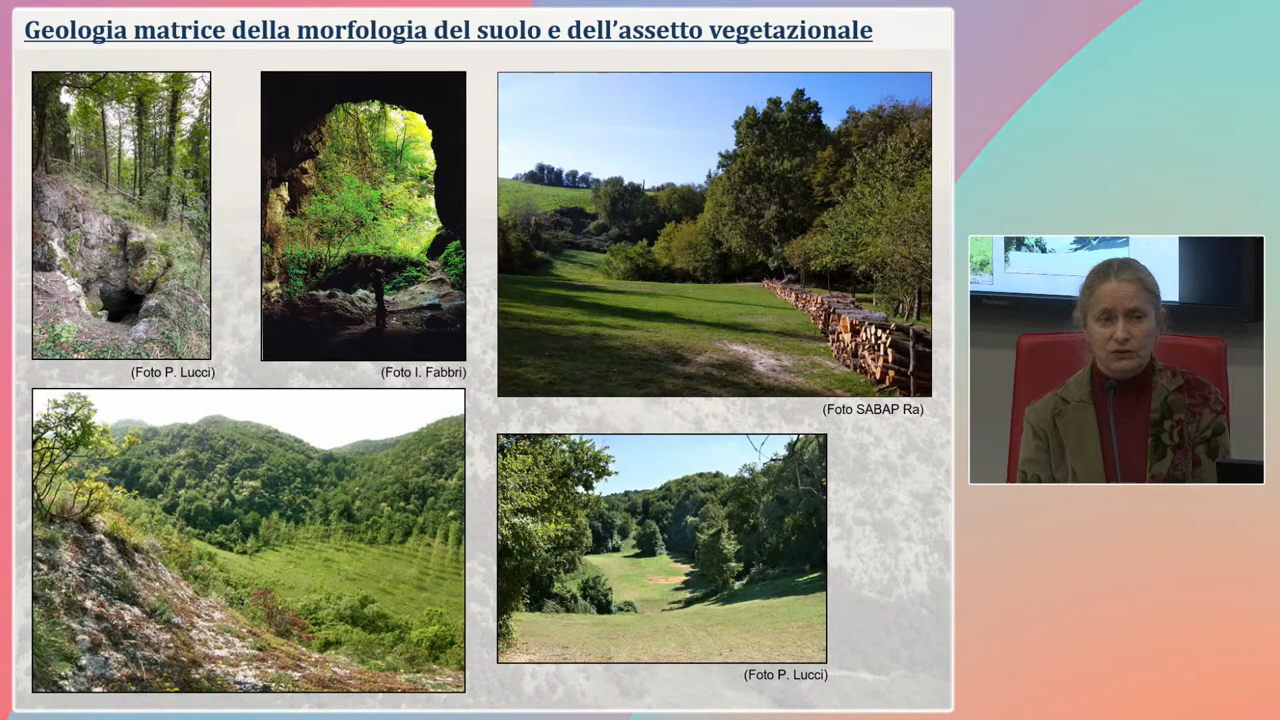 Geologia matrice della morfologia del suolo e dell'assetto vegetazionale
(Foto P. Lucci)
(Foto I. Fabbri)
(Foto SABAP Ra)
(Foto P. Lucci)